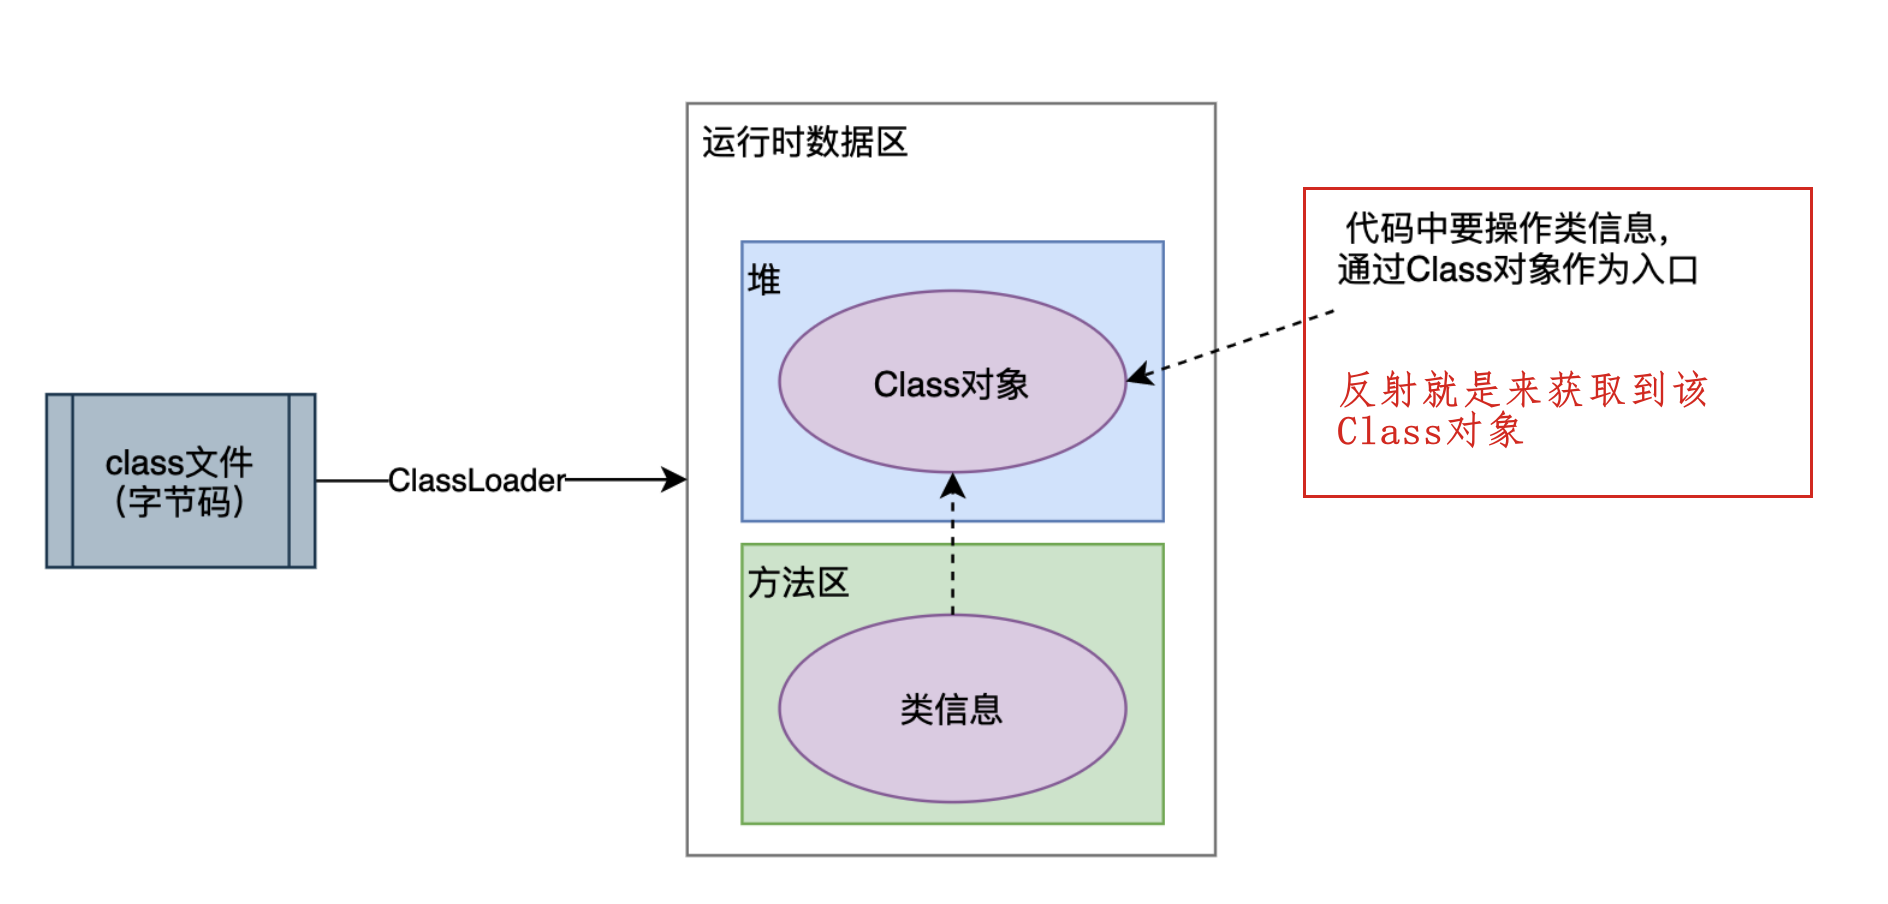 运行时数据区
堆
Class对象
class文件
（字节码）
ClassLoader
方法区
类信息
代码中要操作类信息，
通过Class对象作为入口
反射就是来获取到该
Class对象